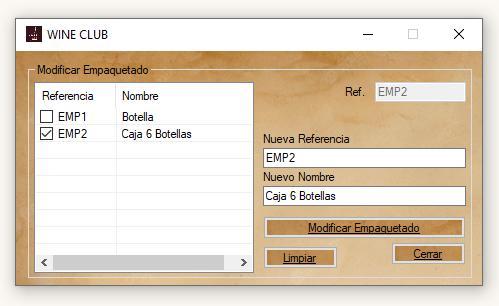 WINE CLUB
Modificar Empaquetado
Referencia Nombre
EMP1 Botella
EMP2 Caja 6 Botellas
Ref. EMP2
Nueva Referencia
EMP2
Nuevo Nombre
Caja 6 Botellas
Modificar Empaquetado
Limpiar Cerrar